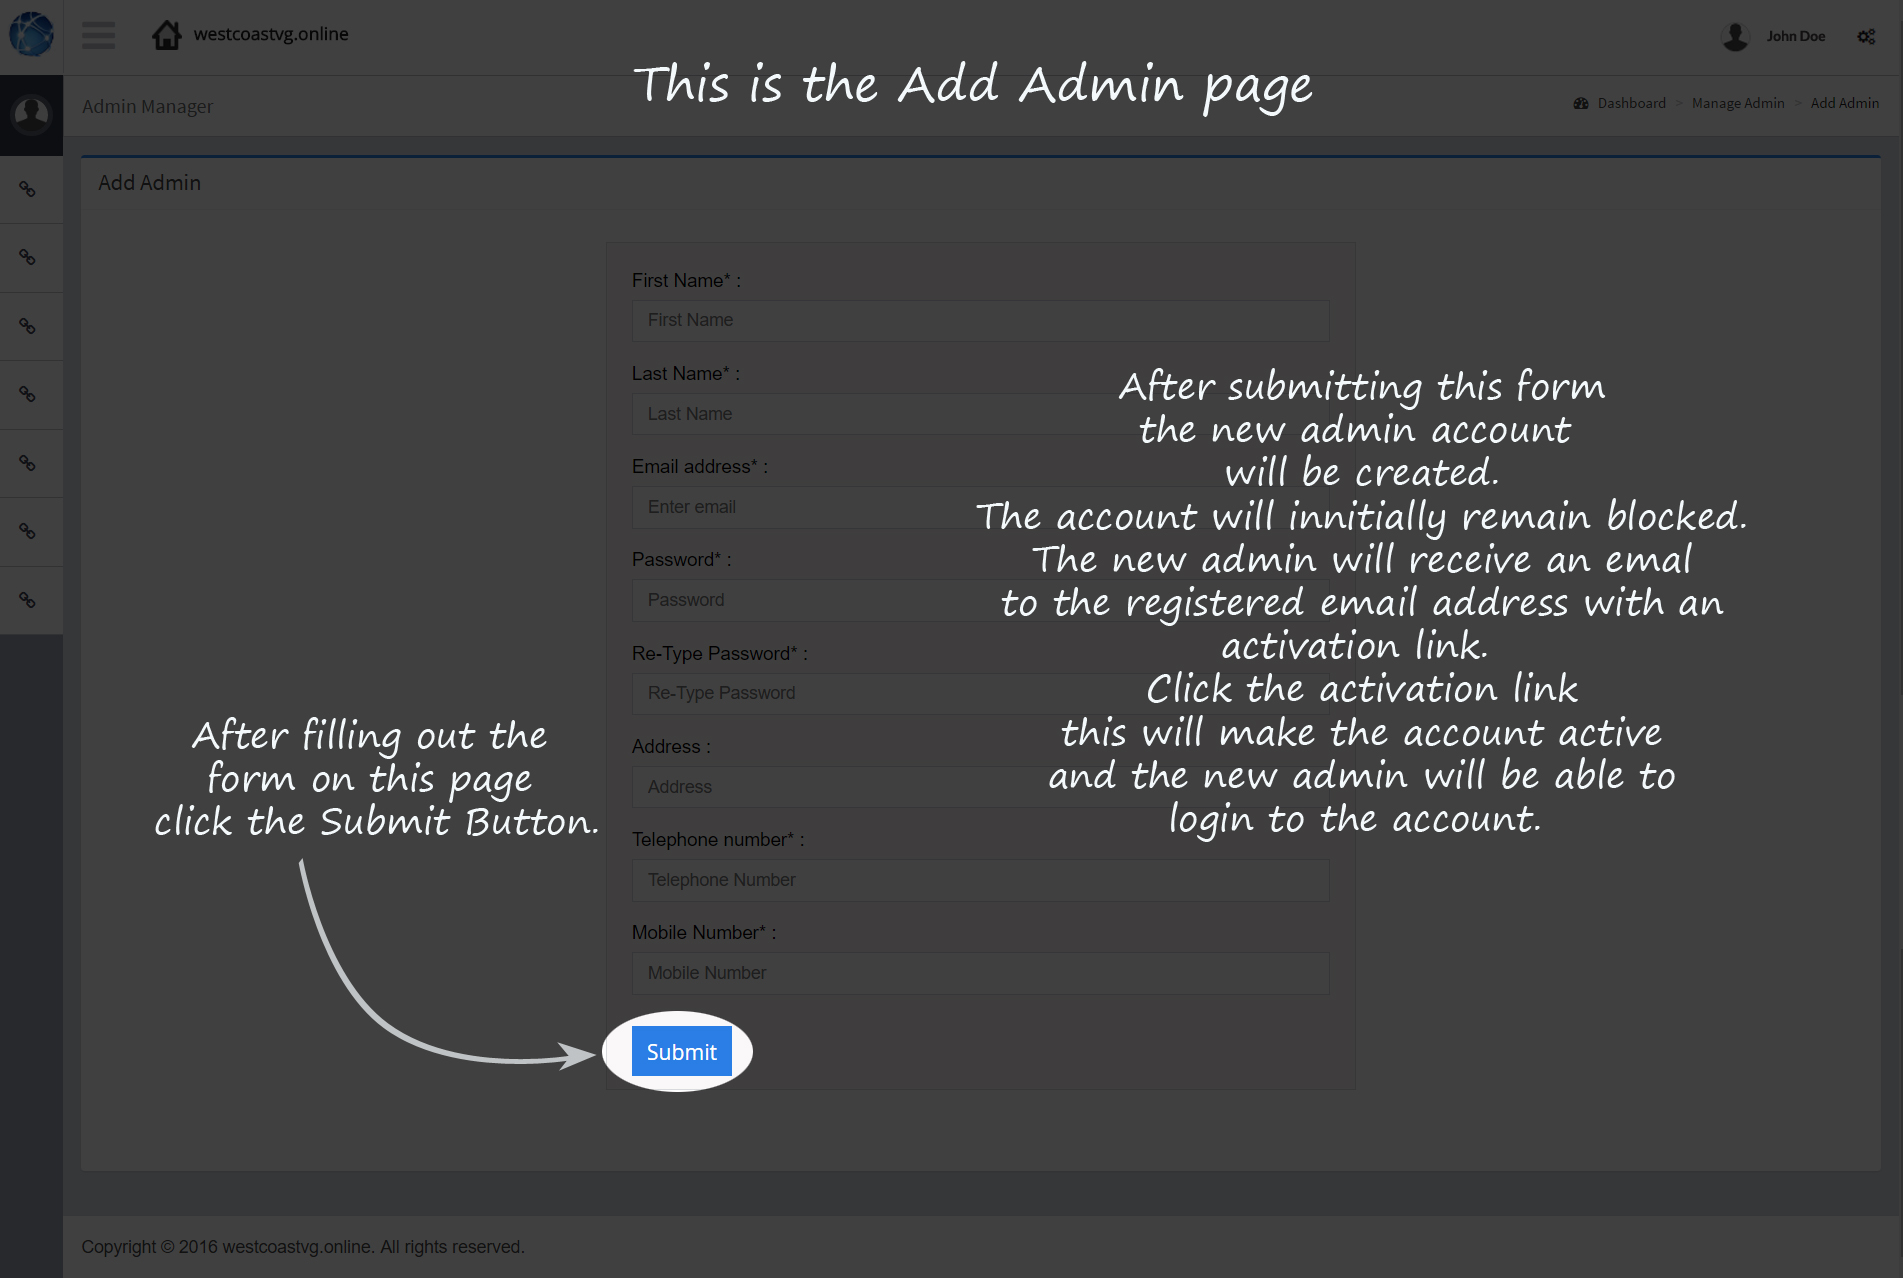 westcoastvg.online
John Doe
This is the Add Admin page
Admin Manager
Dashboard > Manage Admin > Add Admin
Add Admin
First Name* :
First Name
Last Name* :
Last Name
Email address* :
Enter email
Password* :
Password
Re-Type Password* :
Re-Type Password
Address :
Address
Telephone number* :
Telephone Number
Mobile Number* :
Mobile Number
Submit
After submitting this form
the new admin account
will be created.
The account will innitially remain blocked.
The new admin will receive an emal
to the registered email address with an
activation link.
Click the activation link
this will make the account active
and the new admin will be able to
login to the account.
After filling out the
form on this page
click the Submit Button.
Copyright © 2016 westcoastvg.online. All rights reserved.